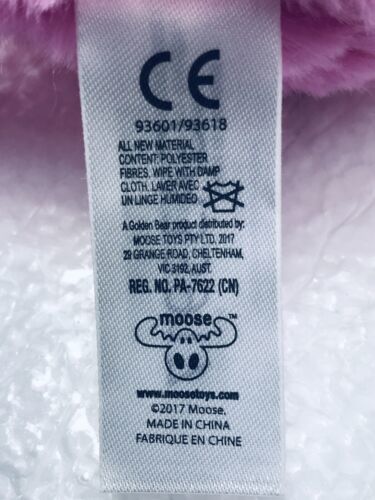 CE
93601/93618
ALL NEW MATERIAL
CONTENT: POLYESTER
FIBRES. WIPE WITH DAMP
CLOTH. LAVER AVEC
UN LINGE HUMIDEO
A Golden Bear product distributed by:
MOOSE TOYS PTY LTD. 2017
29 GRANGE ROAD, CHELTENHAM,
VIC 3192, AUST.
REG. NO. PA-7622 (CN)
moose™
www.moosetoys.com
©2017 Moose.
MADE IN CHINA
FABRIQUE EN CHINE